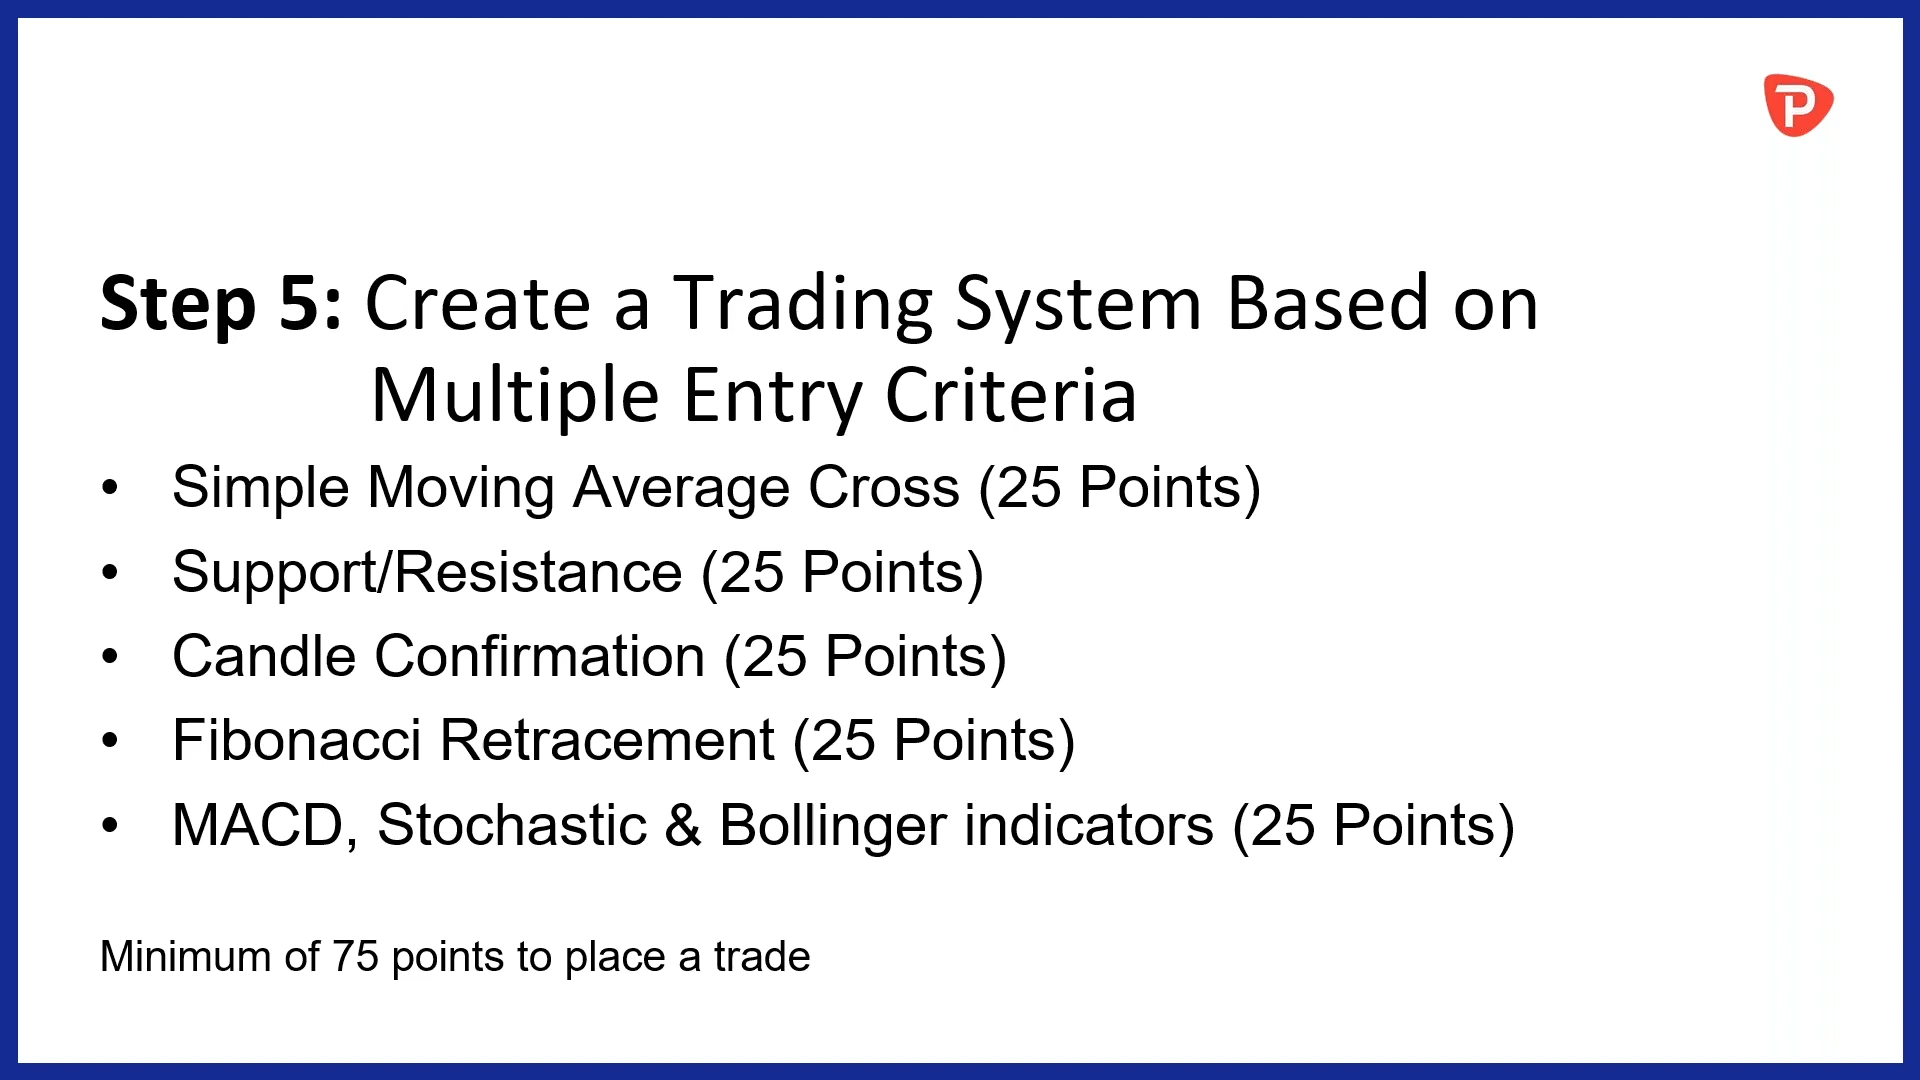 P
Step 5: Create a Trading System Based on
Multiple Entry Criteria
• Simple Moving Average Cross (25 Points)
• Support/Resistance (25 Points)
• Candle Confirmation (25 Points)
• Fibonacci Retracement (25 Points)
• MACD, Stochastic & Bollinger indicators (25 Points)
Minimum of 75 points to place a trade